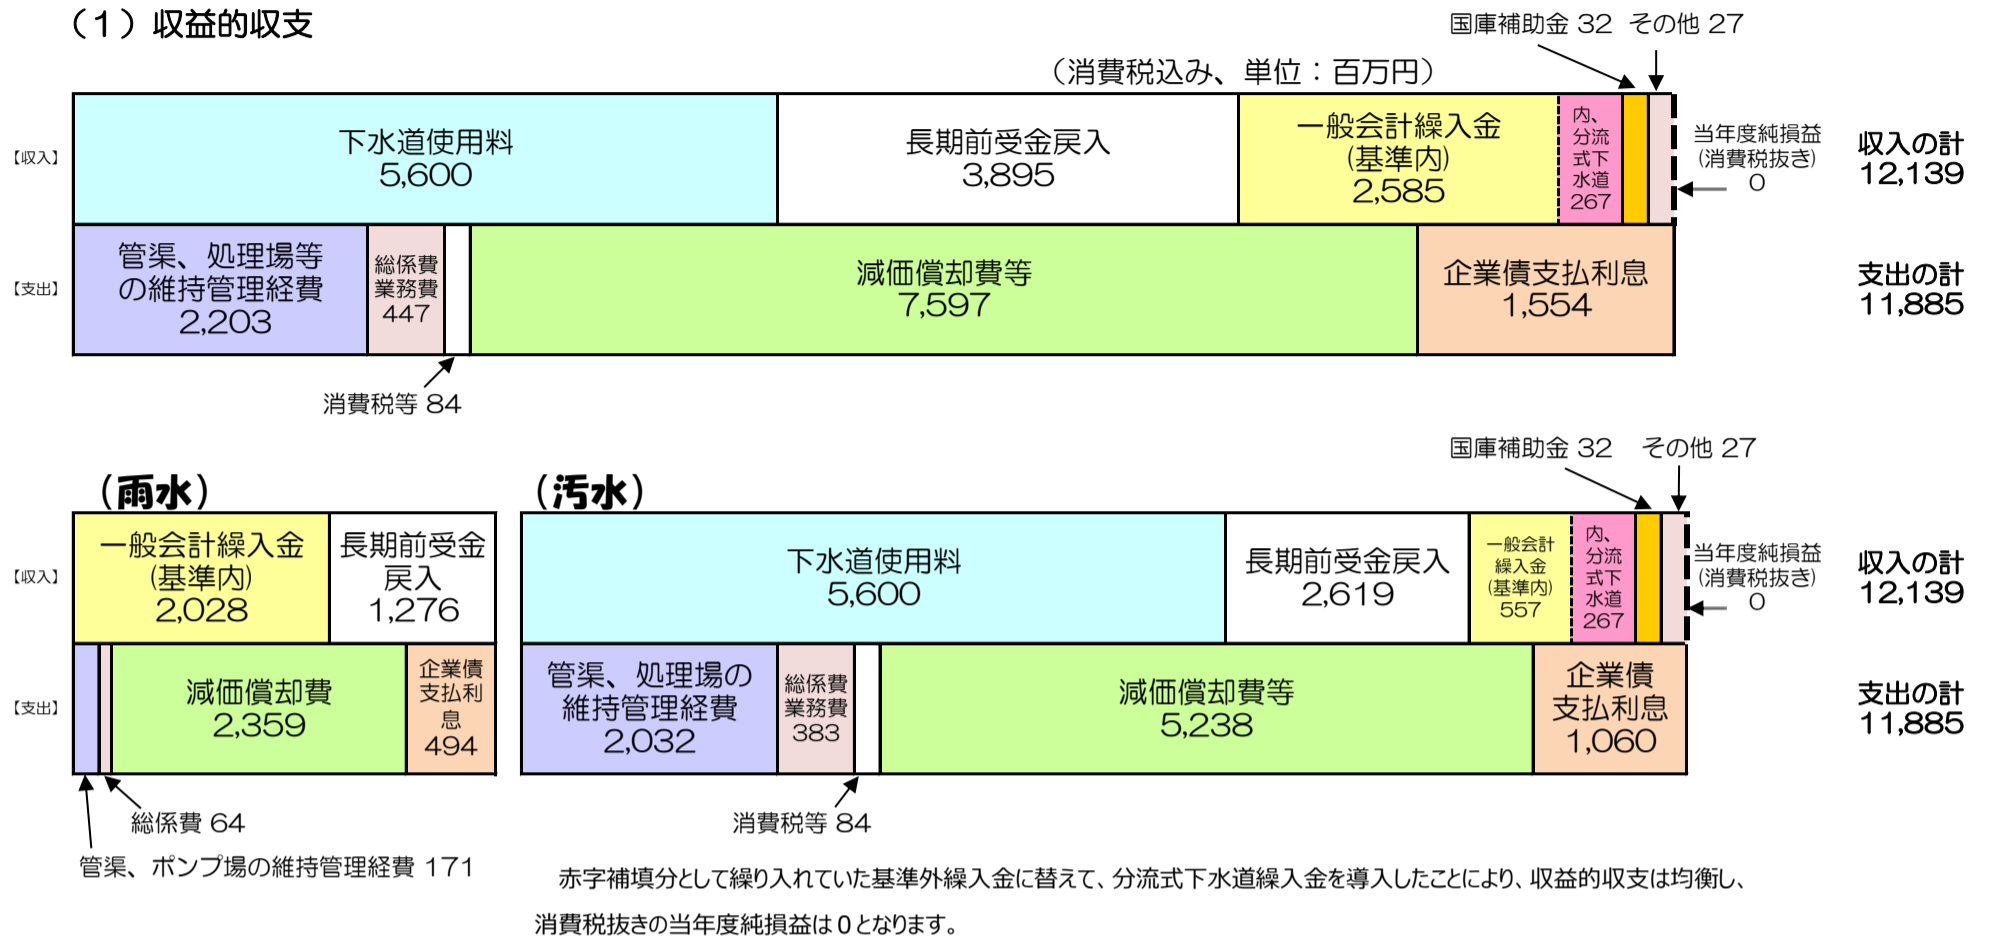 （１）収益的収支
国庫補助金 32 その他 27
（消費税込み、単位：百万円）
【収入】
下水道使用料
5,600
長期前受金戻入
3,895
一般会計繰入金
(基準内)
2,585
内、
分流
式下
水道
267
当年度純損益
(消費税抜き)
0
収入の計
12,139
【支出】
管渠、処理場等
の維持管理経費
2,203
総係費
業務費
447
減価償却費等
7,597
企業債支払利息
1,554
支出の計
11,885
消費税等 84
国庫補助金 32 その他 27
（雨水）
（汚水）
【収入】
一般会計繰入金
(基準内)
2,028
長期前受金
戻入
1,276
下水道使用料
5,600
長期前受金戻入
2,619
一般会計
繰入金
(基準内)
557
内、
分流
式下
水道
267
当年度純損益
(消費税抜き)
0
収入の計
12,139
【支出】
減価償却費
2,359
企業債
支払利
息
494
管渠、処理場の
維持管理経費
2,032
総係費
業務費
383
減価償却費等
5,238
企業債
支払利息
1,060
支出の計
11,885
総係費 64
消費税等 84
管渠、ポンプ場の維持管理経費 171
赤字補填分として繰り入れていた基準外繰入金に替えて、分流式下水道繰入金を導入したことにより、収益的収支は均衡し、
消費税抜きの当年度純損益は０となります。